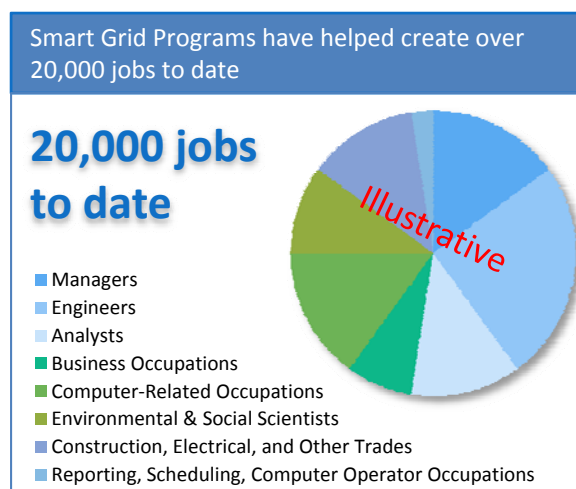 Smart Grid Programs have helped create over
20,000 jobs to date
20,000 jobs
to date
Illustrative
Managers
Engineers
Analysts
Business Occupations
Computer-Related Occupations
Environmental & Social Scientists
Construction, Electrical, and Other Trades
Reporting, Scheduling, Computer Operator Occupations